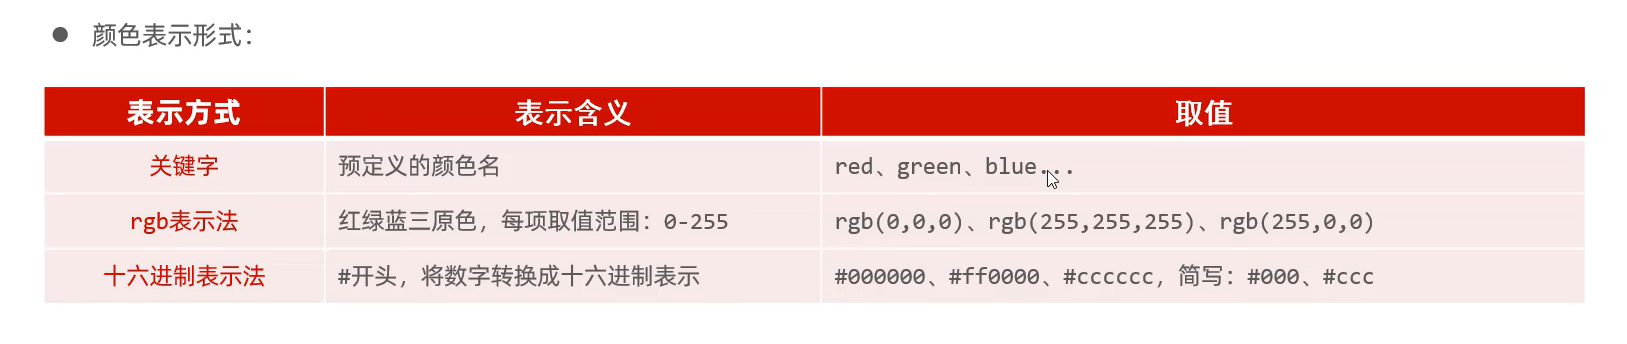 ● 颜色表示形式：
表示方式 表示含义 取值
关键字 预定义的颜色名 red、green、blue...
rgb表示法 红绿蓝三原色，每项取值范围：0-255 rgb(0,0,0)、rgb(255,255,255)、rgb(255,0,0)
十六进制表示法 #开头，将数字转换成十六进制表示 #000000、#ff0000、#cccccc，简写：#000、#ccc